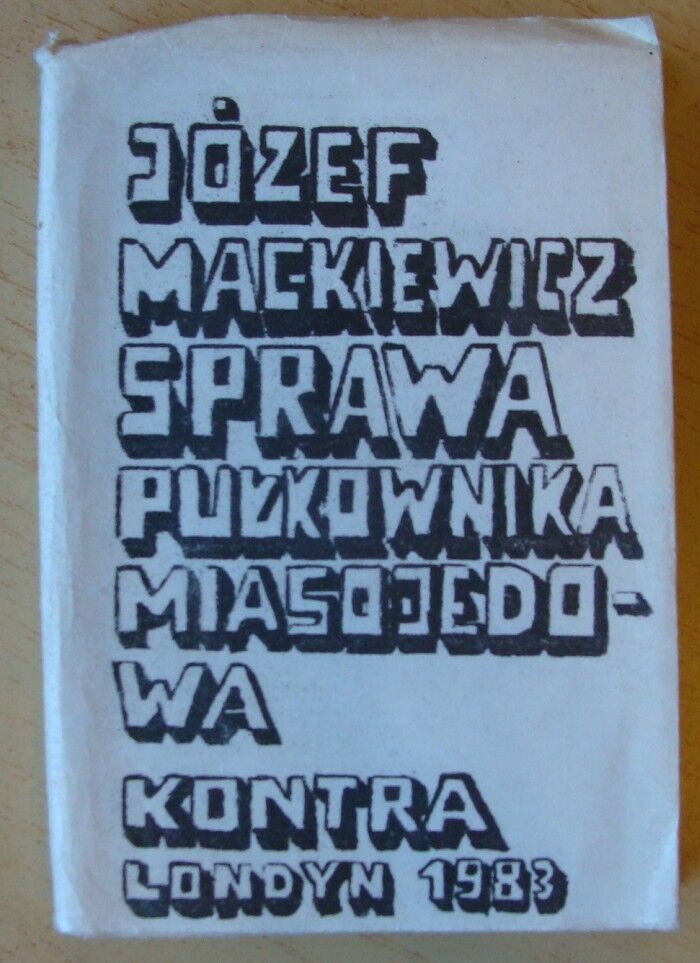 JÓZEF
MACKIEWICZ
SPRAWA
PUŁKOWNIKA
MIASOJEDO-
WA
KONTRA
LONDYN 1983